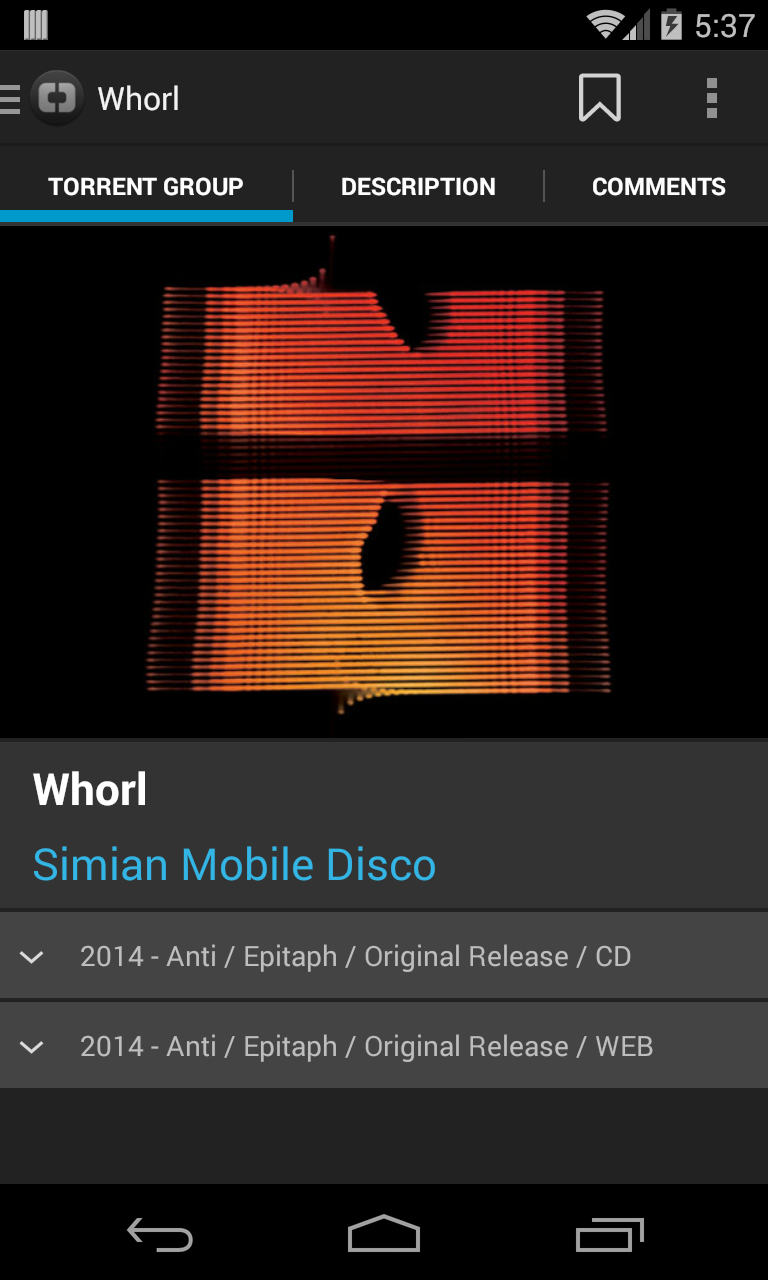 5:37
Whorl
TORRENT GROUP
DESCRIPTION
COMMENTS
Whorl
Simian Mobile Disco
2014 - Anti / Epitaph / Original Release / CD
2014 - Anti / Epitaph / Original Release / WEB